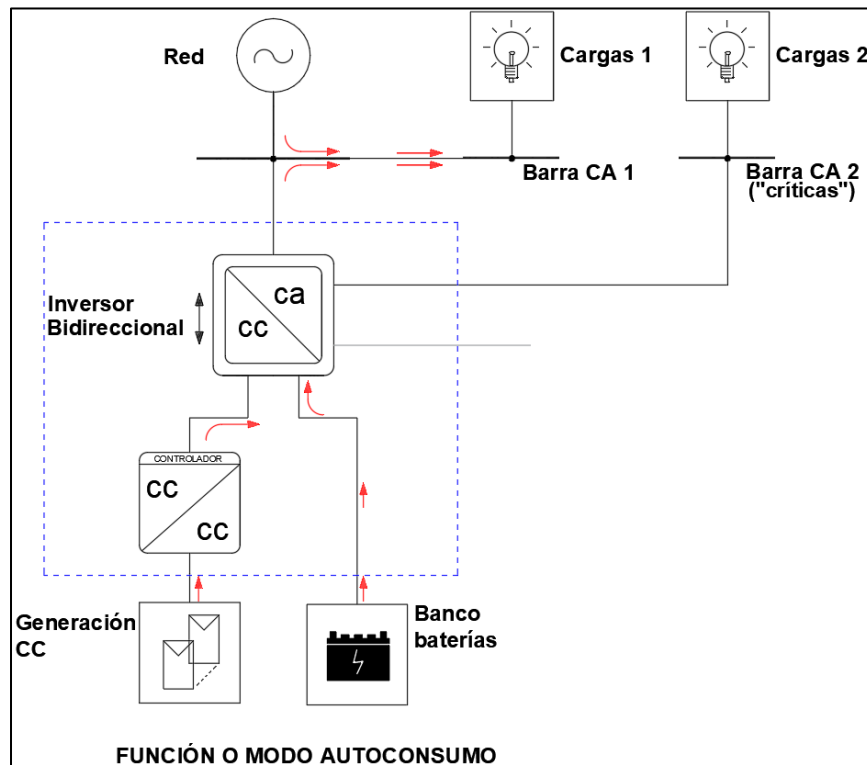 Red
Cargas 1
Cargas 2
Barra CA 1
Barra CA 2
("críticas")
Inversor
Bidireccional
ca
cc
CONTROLADOR
cc
cc
Generación
CC
Banco
baterías
FUNCIÓN O MODO AUTOCONSUMO